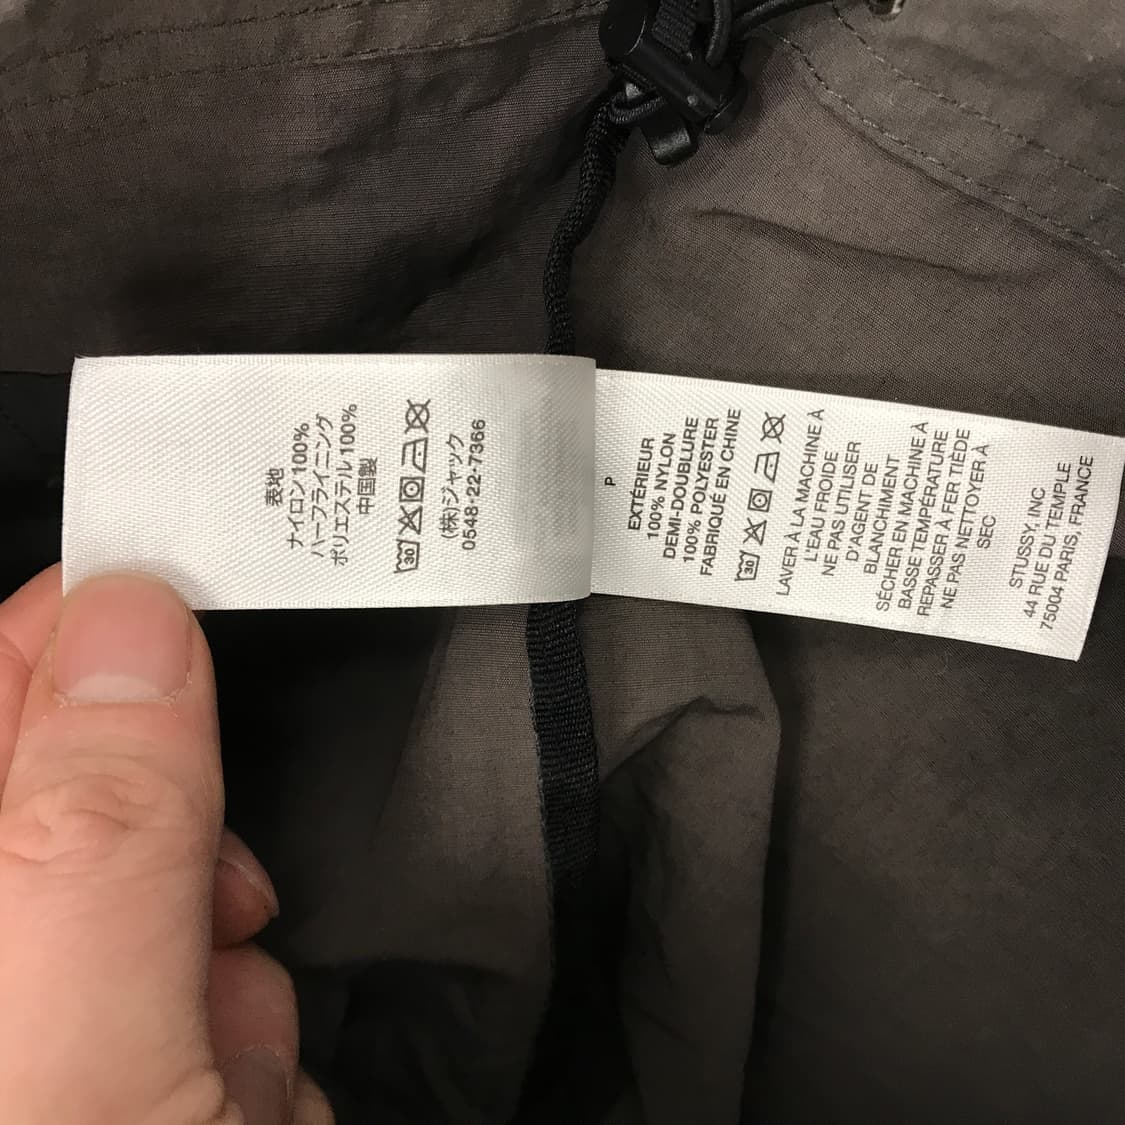 表地
ナイロン100%
ハーフライニング
ポリエステル100%
中国製
30
(株)ジャック
0548-22-7366
P
EXTÉRIEUR
100% NYLON
DEMI-DOUBLURE
100% POLYESTER
FABRIQUÉ EN CHINE
30
LAVER À LA MACHINE À
L'EAU FROIDE
NE PAS UTILISER
D'AGENT DE
BLANCHIMENT
SÉCHER EN MACHINE À
BASSE TEMPÉRATURE
REPASSER À FER TIÈDE
NE PAS NETTOYER À
SEC
STUSSY, INC
44 RUE DU TEMPLE
75004 PARIS, FRANCE